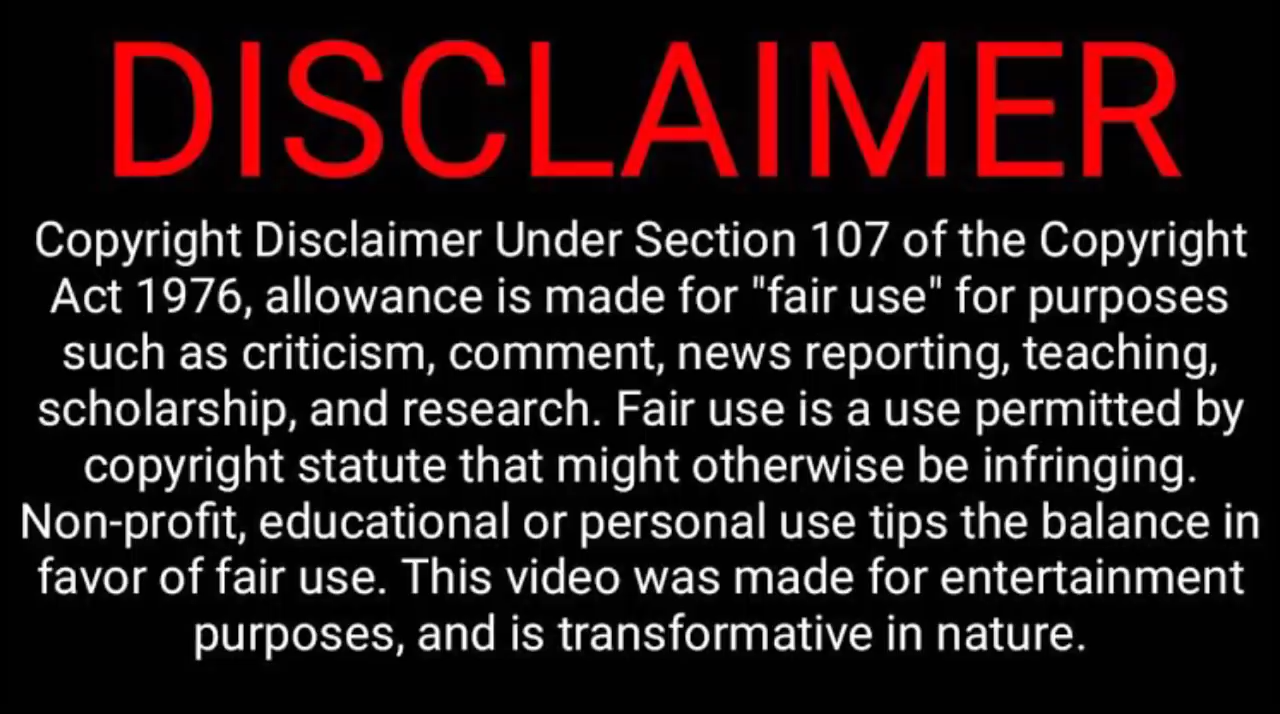 DISCLAIMER
Copyright Disclaimer Under Section 107 of the Copyright
Act 1976, allowance is made for "fair use" for purposes
such as criticism, comment, news reporting, teaching,
scholarship, and research. Fair use is a use permitted by
copyright statute that might otherwise be infringing.
Non-profit, educational or personal use tips the balance in
favor of fair use. This video was made for entertainment
purposes, and is transformative in nature.